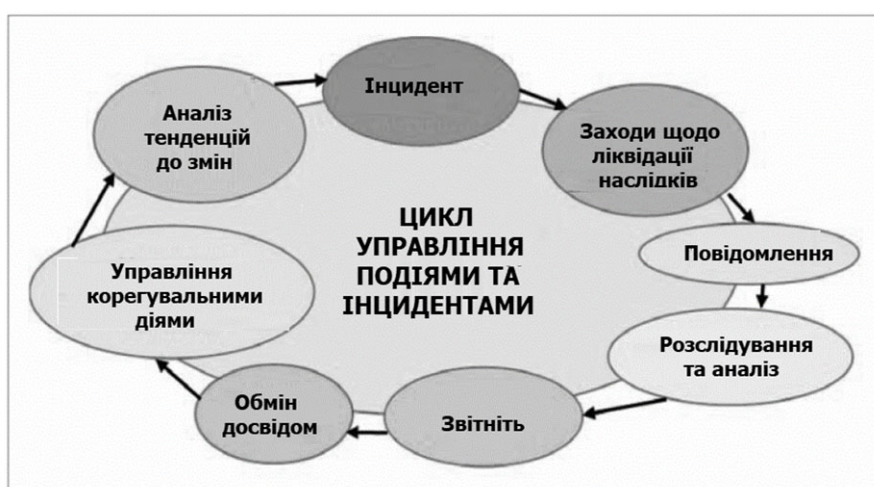 Інцидент
Заходи щодо
ліквідації
наслідків
Повідомлення
Розслідування
та аналіз
Звітніть
Обмін
досвідом
Управління
корегувальними
діями
Аналіз
тенденцій
до змін
ЦИКЛ
УПРАВЛІННЯ
ПОДІЯМИ ТА
ІНЦИДЕНТАМИ